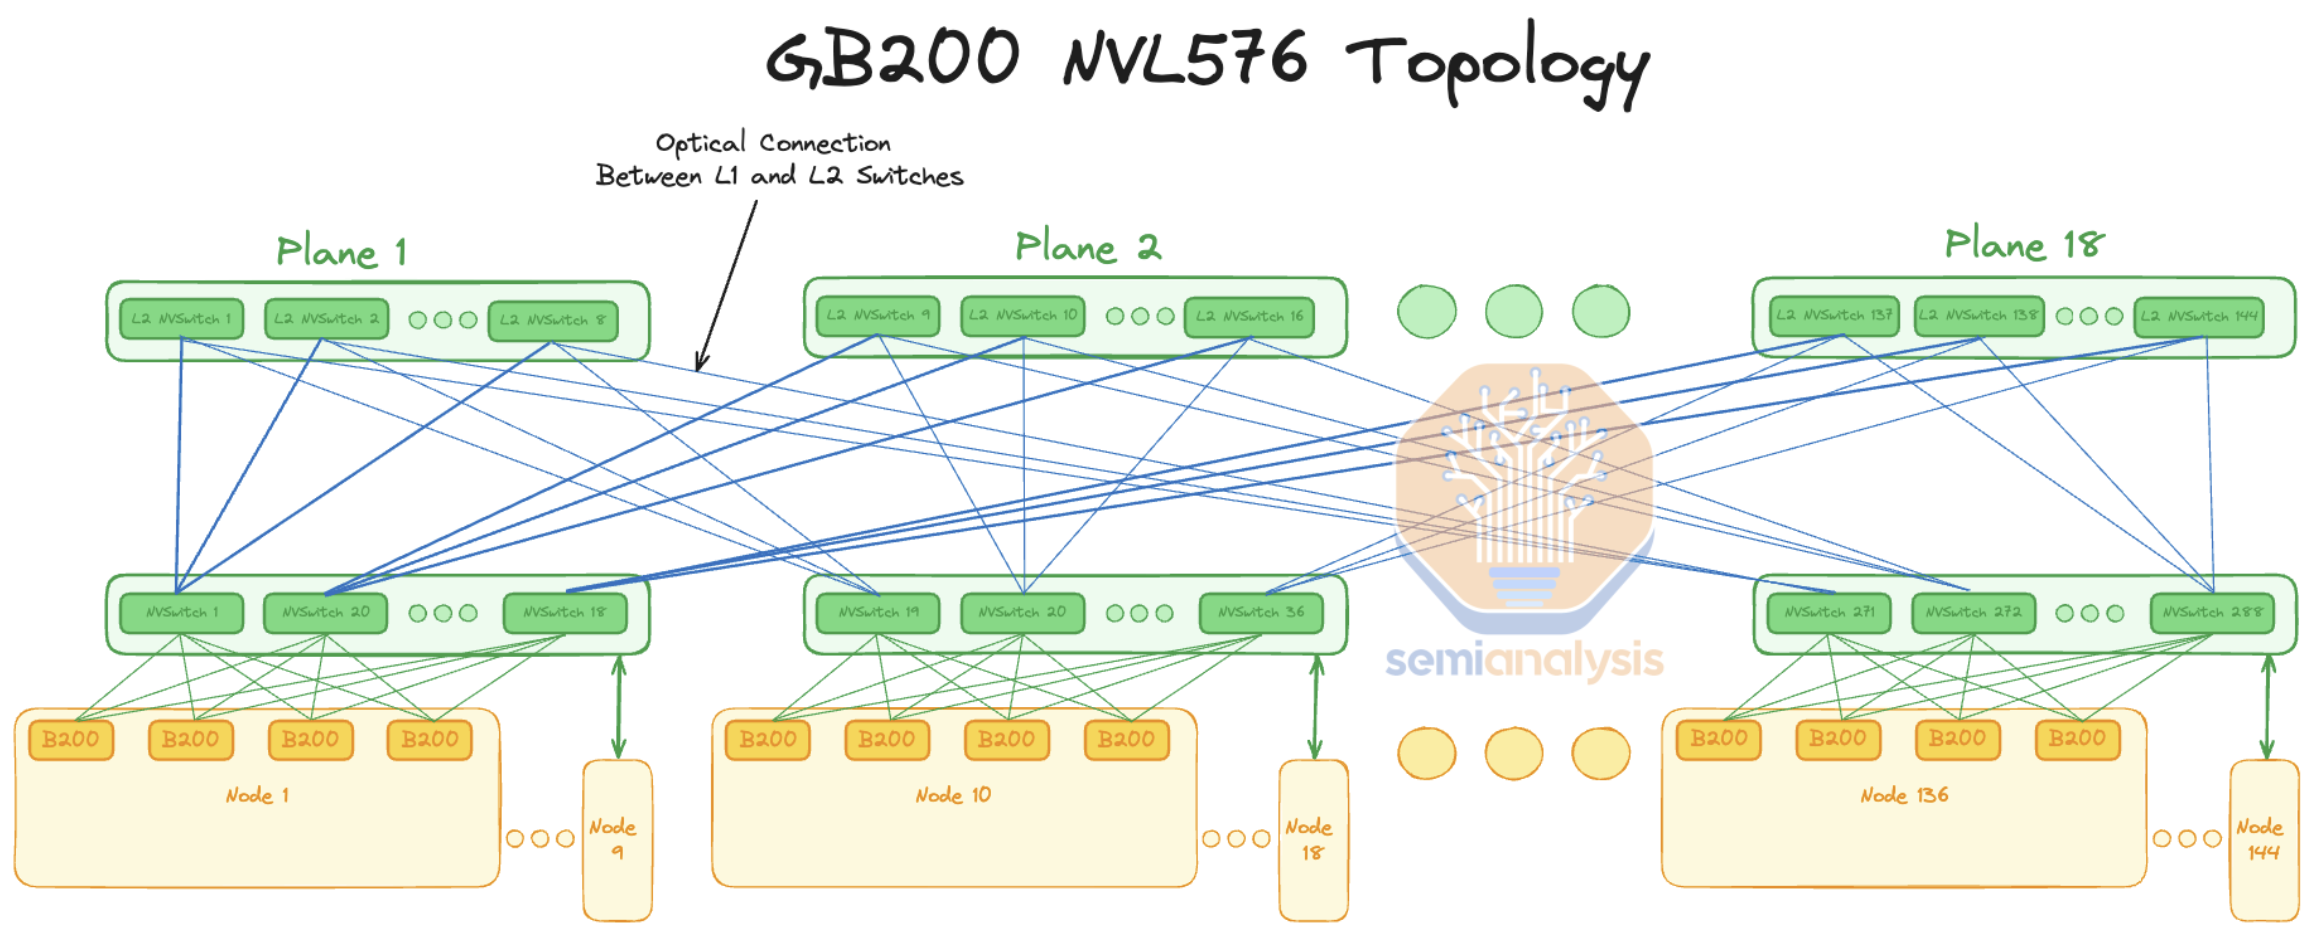 GB200 NVL576 Topology
Optical Connection
Between L1 and L2 Switches
Plane 1
Plane 2
Plane 18
L2 NVSwitch 1
L2 NVSwitch 2
L2 NVSwitch 8
L2 NVSwitch 9
L2 NVSwitch 10
L2 NVSwitch 16
L2 NVSwitch 137
L2 NVSwitch 138
L2 NVSwitch 144
NVSwitch 1
NVSwitch 20
NVSwitch 18
NVSwitch 19
NVSwitch 20
NVSwitch 36
NVSwitch 271
NVSwitch 272
NVSwitch 288
semianalysis
B200
B200
B200
B200
B200
B200
B200
B200
B200
B200
B200
B200
Node 1
Node 10
Node 136
Node
9
Node
18
Node
144